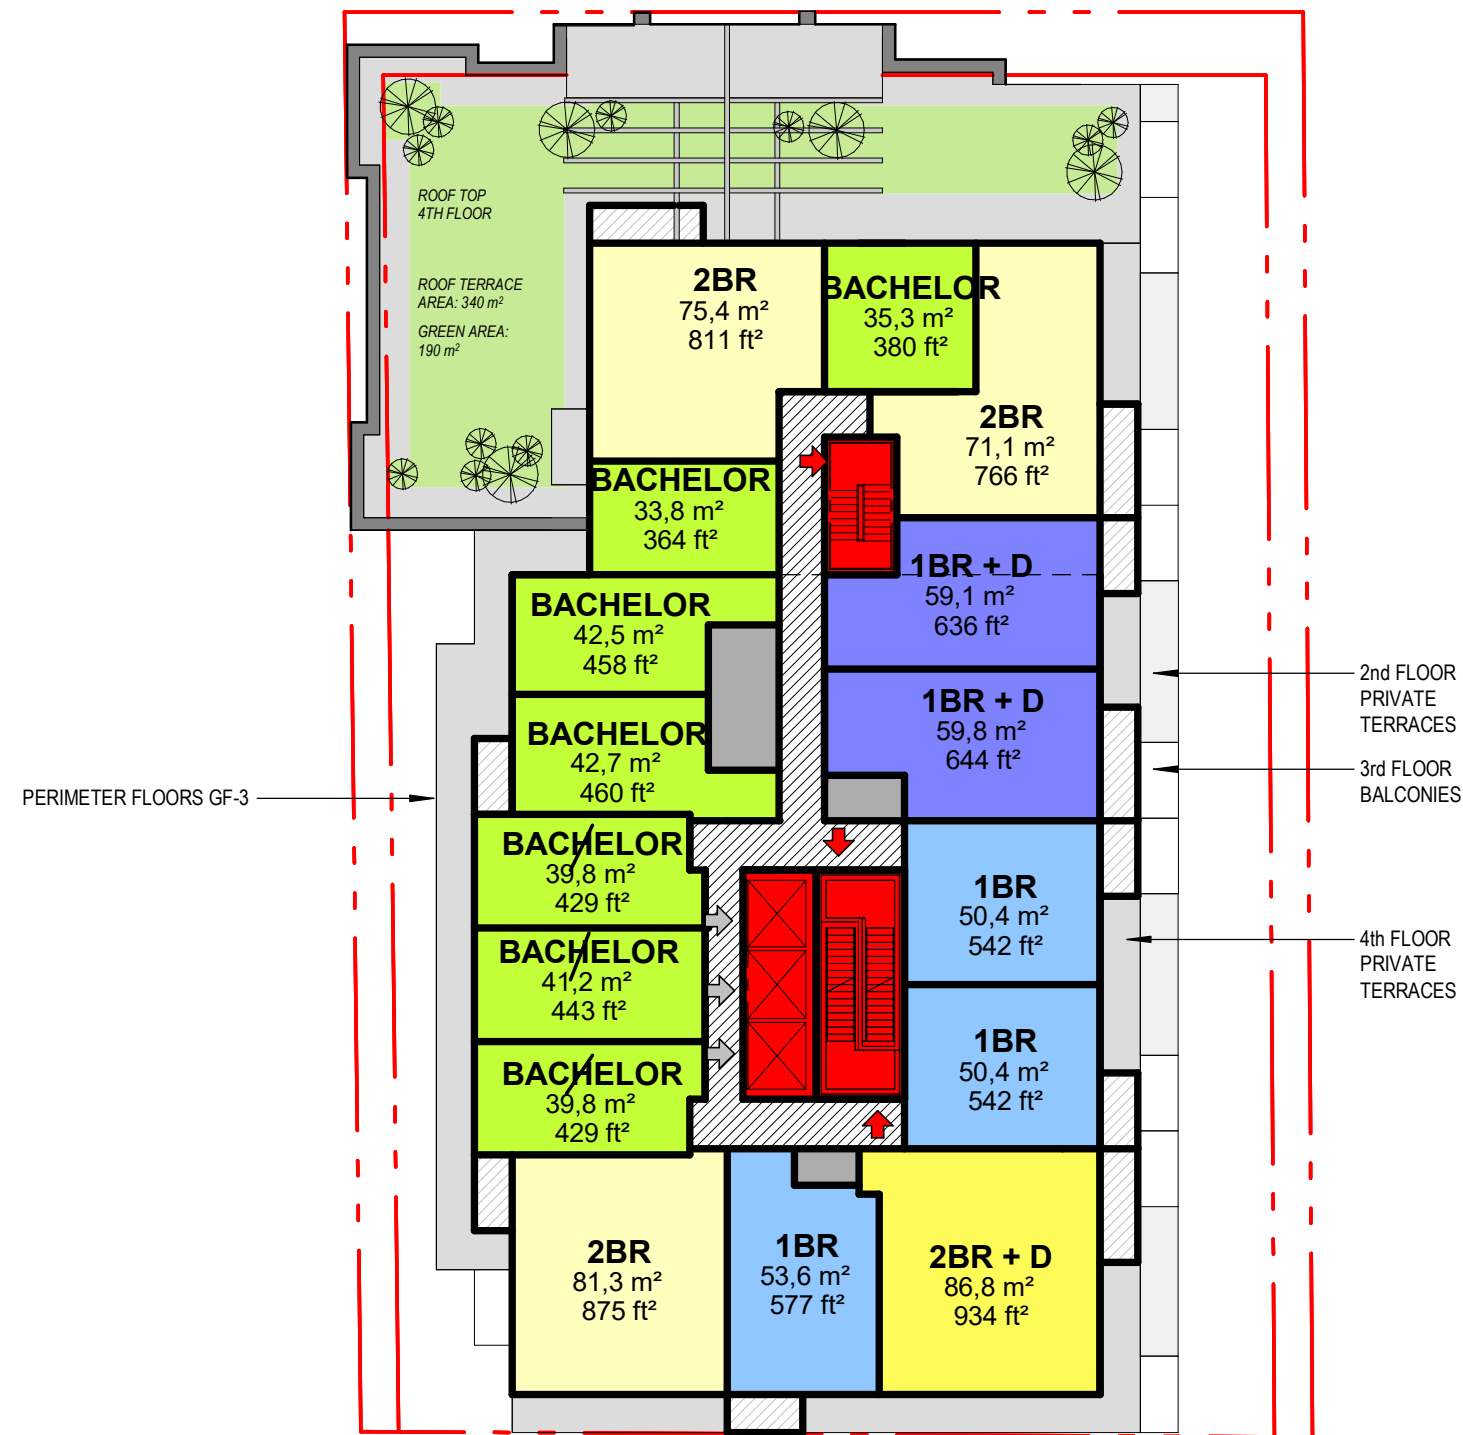 ROOF TOP
4TH FLOOR
ROOF TERRACE
AREA: 340 m²
GREEN AREA:
190 m²
2BR
75,4 m²
811 ft²
BACHELOR
35,3 m²
380 ft²
2BR
71,1 m²
766 ft²
BACHELOR
33,8 m²
364 ft²
1BR + D
59,1 m²
636 ft²
BACHELOR
42,5 m²
458 ft²
1BR + D
59,8 m²
644 ft²
BACHELOR
42,7 m²
460 ft²
2nd FLOOR
PRIVATE
TERRACES
3rd FLOOR
BALCONIES
PERIMETER FLOORS GF-3
BACHELOR
39,8 m²
429 ft²
1BR
50,4 m²
542 ft²
BACHELOR
41,2 m²
443 ft²
4th FLOOR
PRIVATE
TERRACES
1BR
50,4 m²
542 ft²
BACHELOR
39,8 m²
429 ft²
2BR
81,3 m²
875 ft²
1BR
53,6 m²
577 ft²
2BR + D
86,8 m²
934 ft²